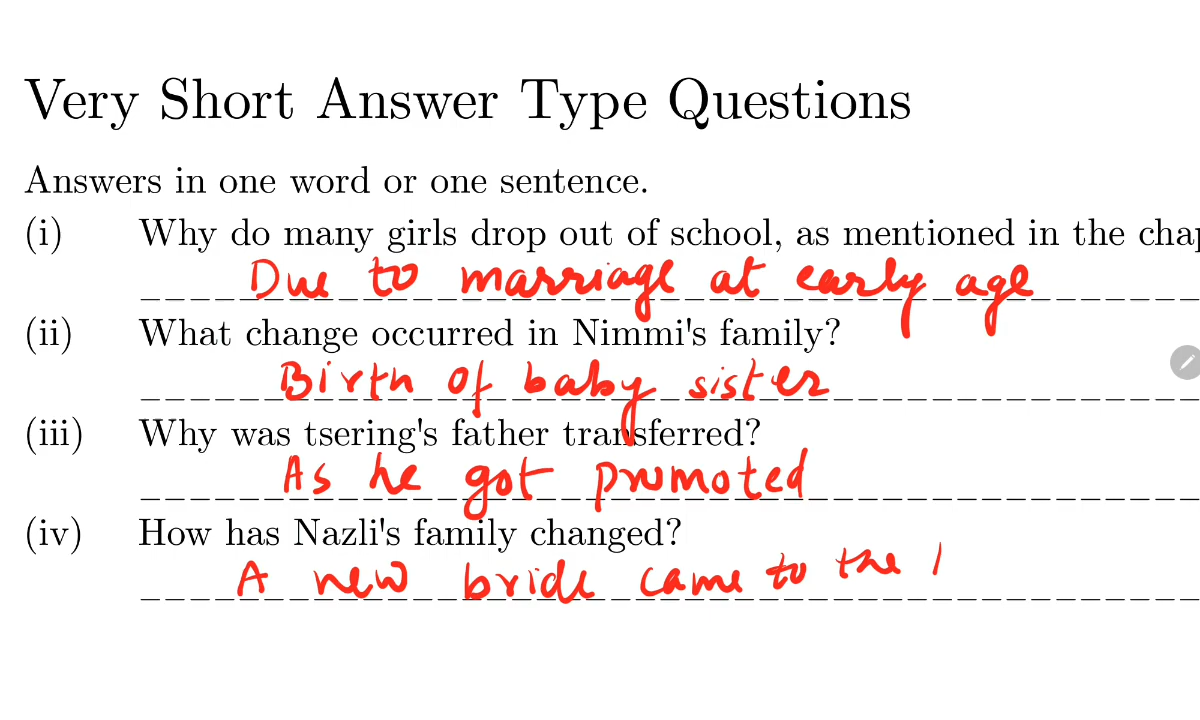 Very Short Answer Type Questions
Answers in one word or one sentence.
(i) Why do many girls drop out of school, as mentioned in the
Due to marriage at early age
(ii) What change occurred in Nimmi's family?
Birth of baby sister
(iii) Why was tsering's father transferred?
As he got promoted
(iv) How has Nazli's family changed?
A new bride came to the